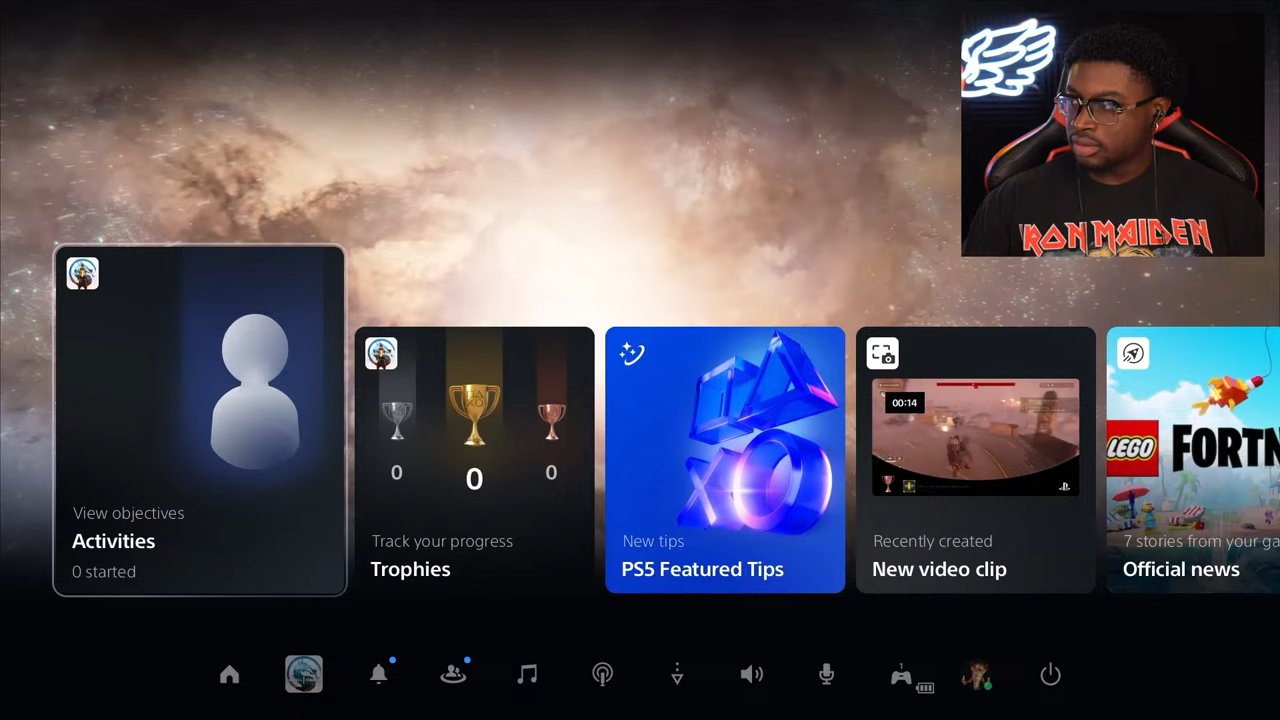 IRON MAIDEN
View objectives
Activities
0 started
0
0
0
Track your progress
Trophies
New tips
PS5 Featured Tips
00:14
Recently created
New video clip
LEGO FORTN
7 stories from your ga
Official news
1